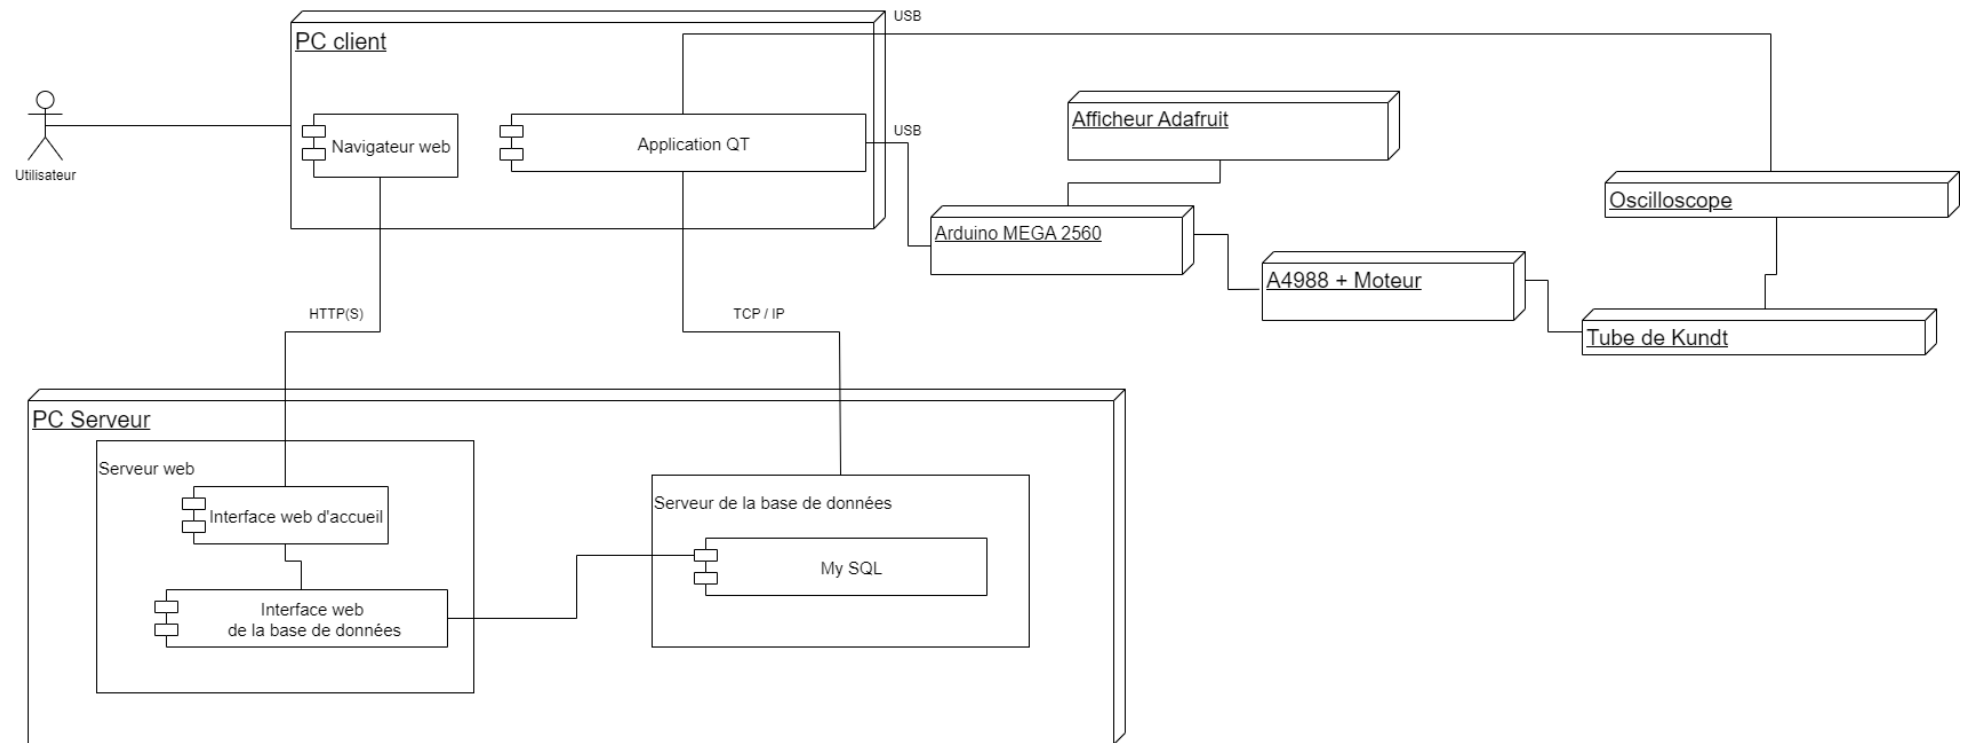 USB
PC client
Navigateur web
Application QT
USB
Afficheur Adafruit
Utilisateur
Oscilloscope
Arduino MEGA 2560
A4988 + Moteur
Tube de Kundt
HTTP(S)
TCP / IP
PC Serveur
Serveur web
Interface web d'accueil
Interface web
de la base de données
Serveur de la base de données
My SQL